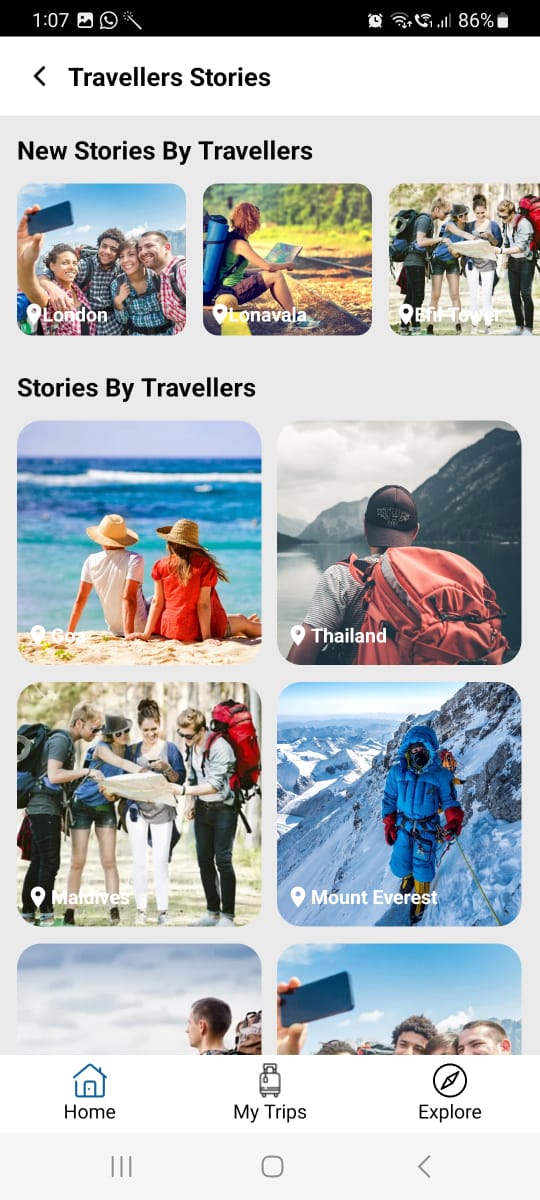 1:07 86%
Travellers Stories
New Stories By Travellers
London
Lonavala
Efil Tower
Stories By Travellers
Goa
Thailand
Maldives
Mount Everest
Home
My Trips
Explore